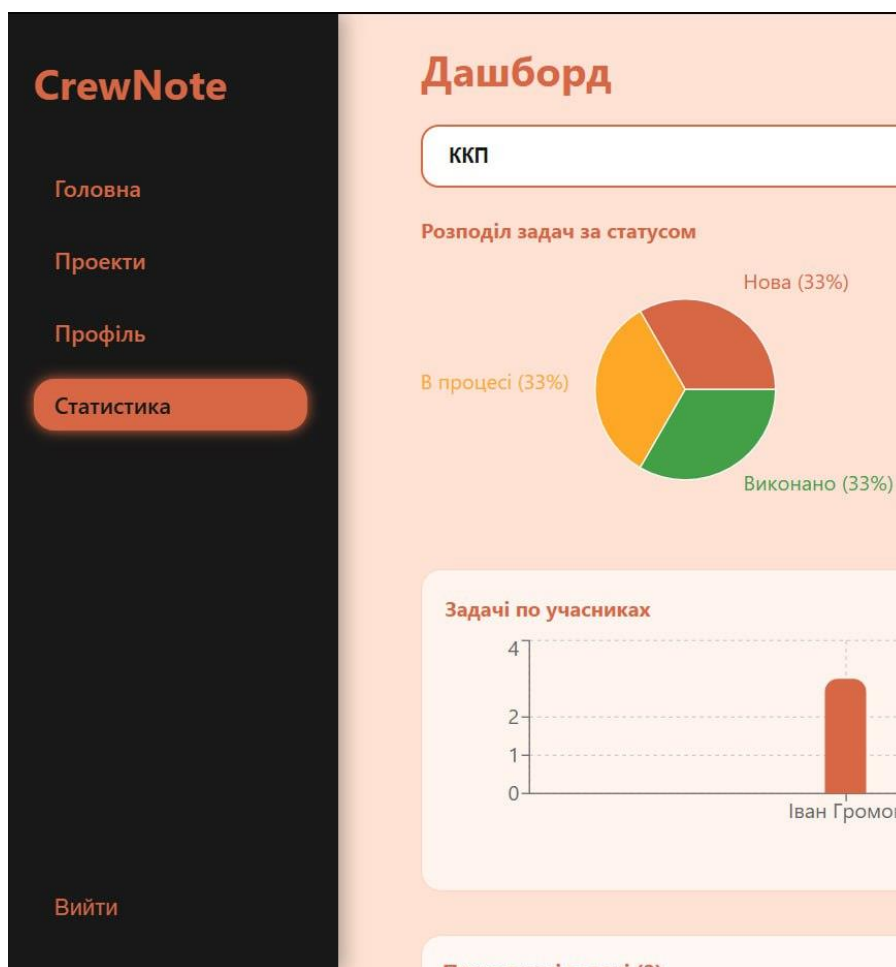 CrewNote
Головна
Проекти
Профіль
Статистика
Вийти
Дашборд
ККП
Розподіл задач за статусом
Нова (33%)
В процесі (33%)
Виконано (33%)
Задачі по учасниках
4
2
1
0
Іван